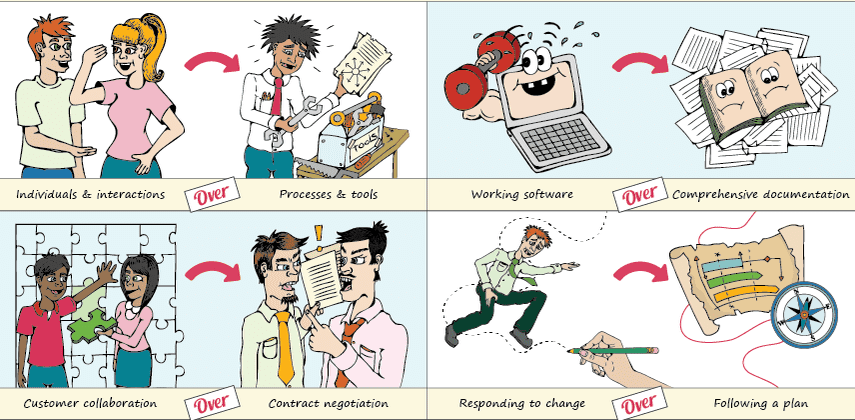 TOOLS
Individuals & interactions Over Processes & tools
Working software Over Comprehensive documentation
!
Customer collaboration Over Contract negotiation
Responding to change Over Following a plan